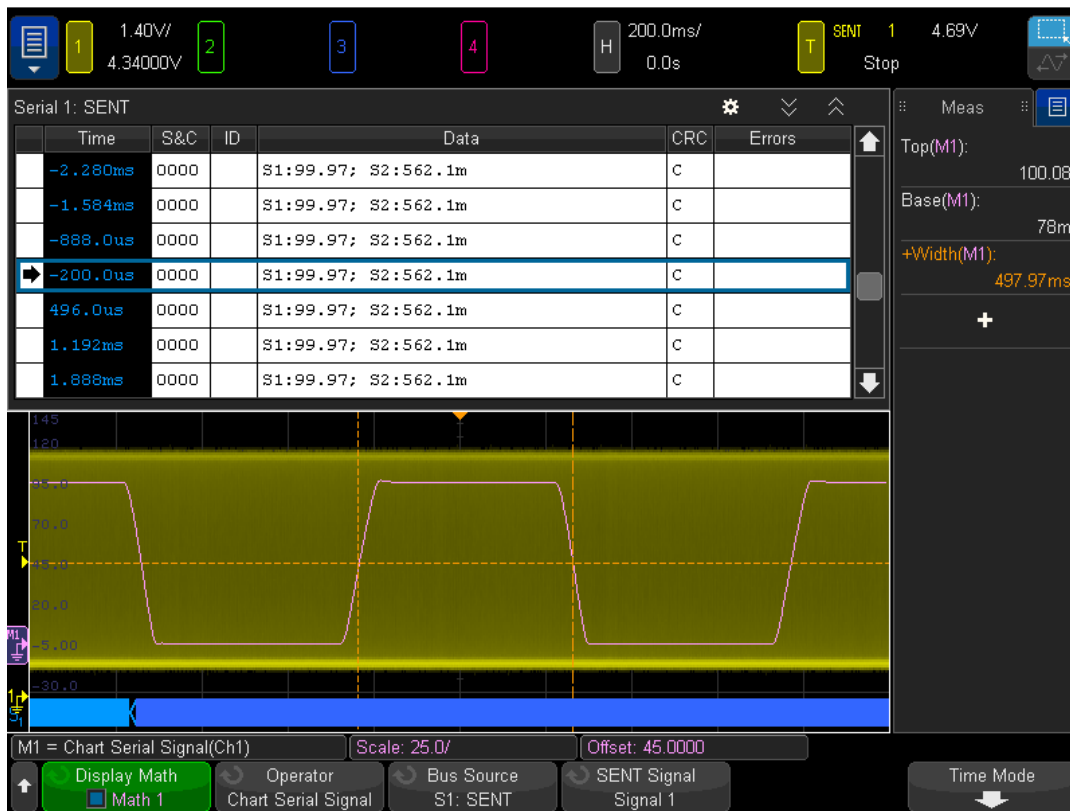 1 1.40V/ 4.34000V 2 3 4 H 200.0ms/ 0.0s T SENT 1 4.69V Stop
Serial 1: SENT
Time S&C ID Data CRC Errors
-2.280ms 0000 S1:99.97; S2:562.1m C
-1.584ms 0000 S1:99.97; S2:562.1m C
-888.0us 0000 S1:99.97; S2:562.1m C
-200.0us 0000 S1:99.97; S2:562.1m C
496.0us 0000 S1:99.97; S2:562.1m C
1.192ms 0000 S1:99.97; S2:562.1m C
1.888ms 0000 S1:99.97; S2:562.1m C
Meas
Top(M1):
100.08
Base(M1):
78m
+Width(M1):
497.97ms
+
145
120
95.0
70.0
T
45.0
20.0
M1
-5.00
-30.0
1
S1
M1 = Chart Serial Signal(Ch1) Scale: 25.0/ Offset: 45.0000
Display Math
Math 1
Operator
Chart Serial Signal
Bus Source
S1: SENT
SENT Signal
Signal 1
Time Mode